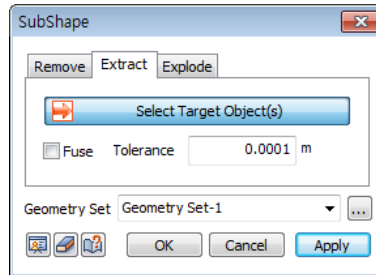 SubShape
Remove Extract Explode
Select Target Object(s)
Fuse Tolerance 0.0001 m
Geometry Set Geometry Set-1 ...
OK Cancel Apply